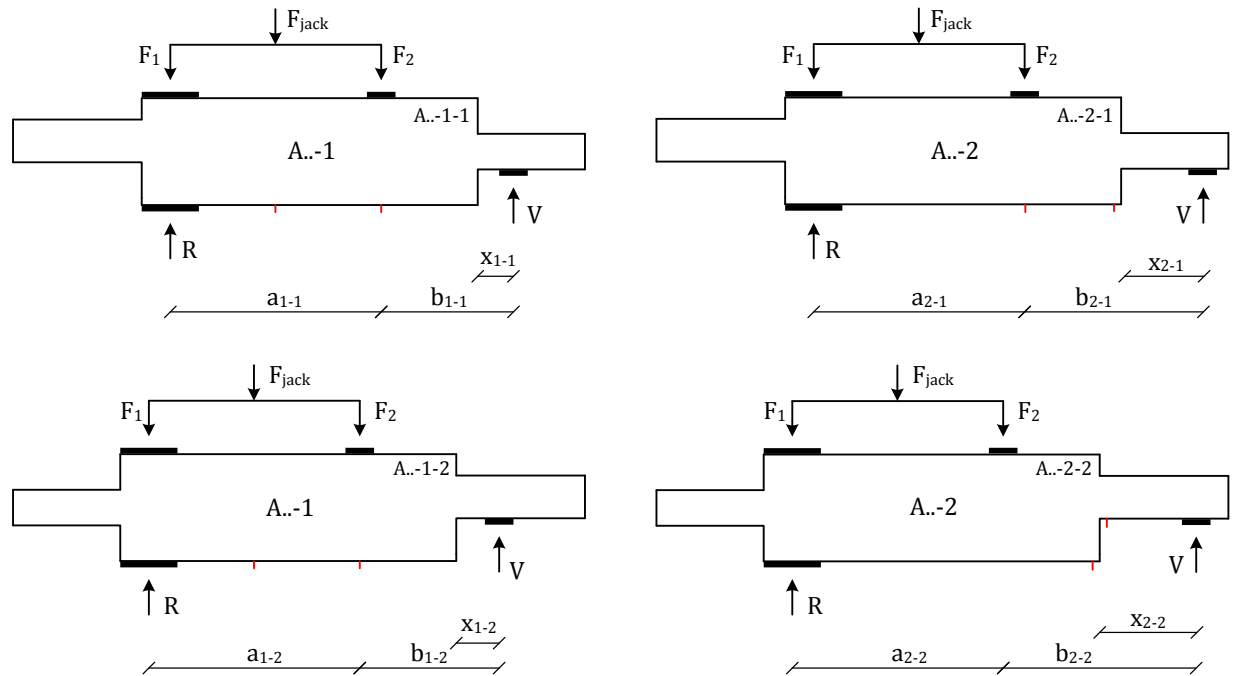 F_jack
F_1 F_2
A..-1-1
A..-1
R
V
x_1-1
a_1-1 b_1-1
F_jack
F_1 F_2
A..-2-1
A..-2
R
V
x_2-1
a_2-1 b_2-1
F_jack
F_1 F_2
A..-1-2
A..-1
R
V
x_1-2
a_1-2 b_1-2
F_jack
F_1 F_2
A..-2-2
A..-2
R
V
x_2-2
a_2-2 b_2-2